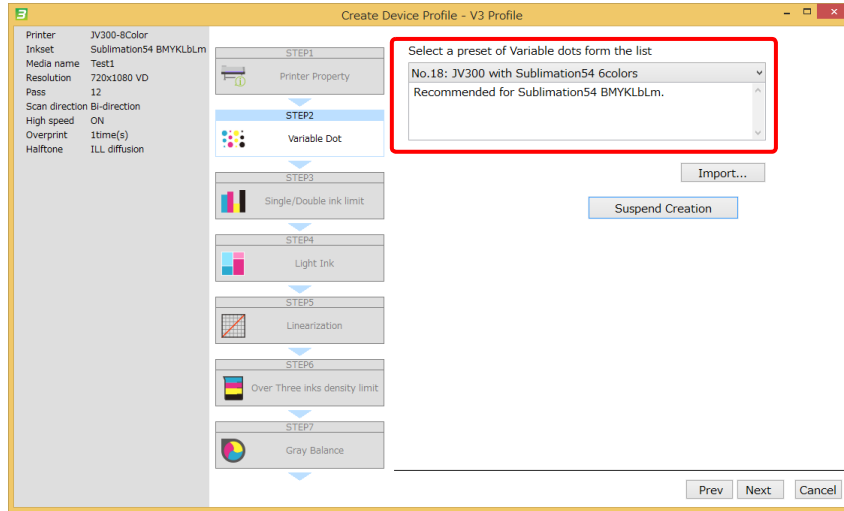 Create Device Profile - V3 Profile
Printer JV300-8Color
Inkset Sublimation54 BMYKLbLm
Media name Test1
Resolution 720x1080 VD
Pass 12
Scan direction Bi-direction
High speed ON
Overprint 1time(s)
Halftone ILL diffusion
STEP1
Printer Property
STEP2
Variable Dot
STEP3
Single/Double ink limit
STEP4
Light Ink
STEP5
Linearization
STEP6
Over Three inks density limit
STEP7
Gray Balance
Select a preset of Variable dots form the list
No.18: JV300 with Sublimation54 6colors
Recommended for Sublimation54 BMYKLbLm.
Import...
Suspend Creation
Prev Next Cancel